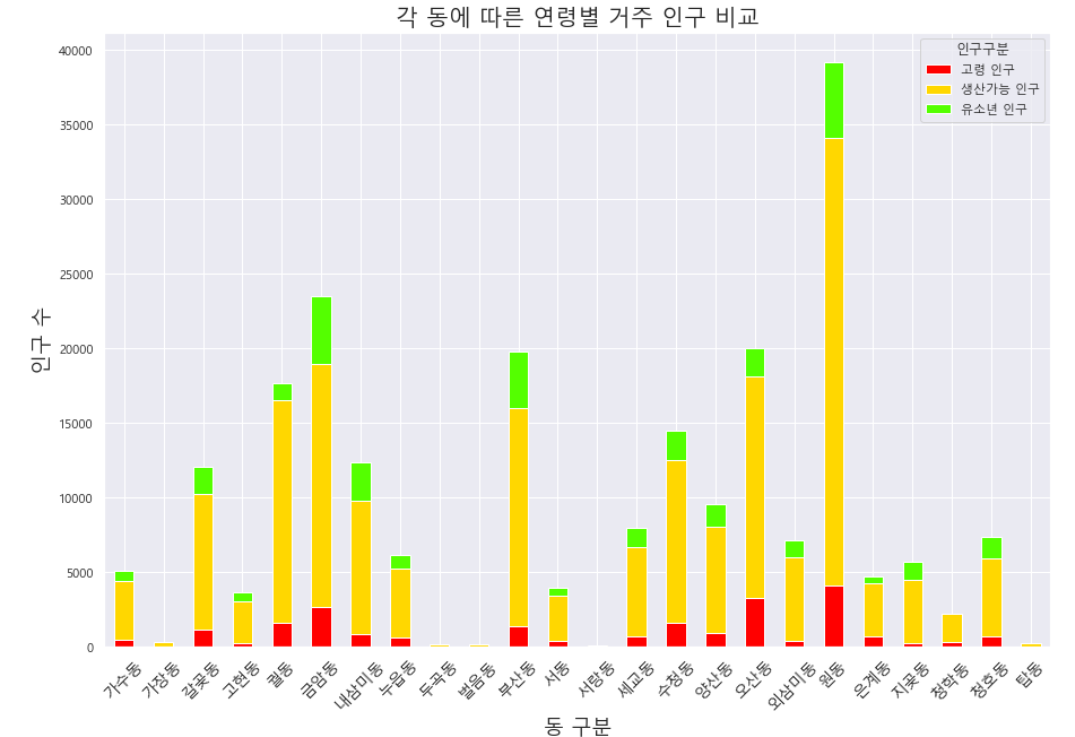 각 동에 따른 연령별 거주 인구 비교
인구구분
고령 인구
생산가능 인구
유소년 인구
인구 수
40000
35000
30000
25000
20000
15000
10000
5000
0
가수동
가장동
갈곶동
고현동
궐동
금암동
내삼미동
누읍동
두곡동
벌음동
부산동
서동
서랑동
세교동
수청동
양산동
오산동
외삼미동
원동
은계동
지곶동
청학동
청호동
탑동
동 구분